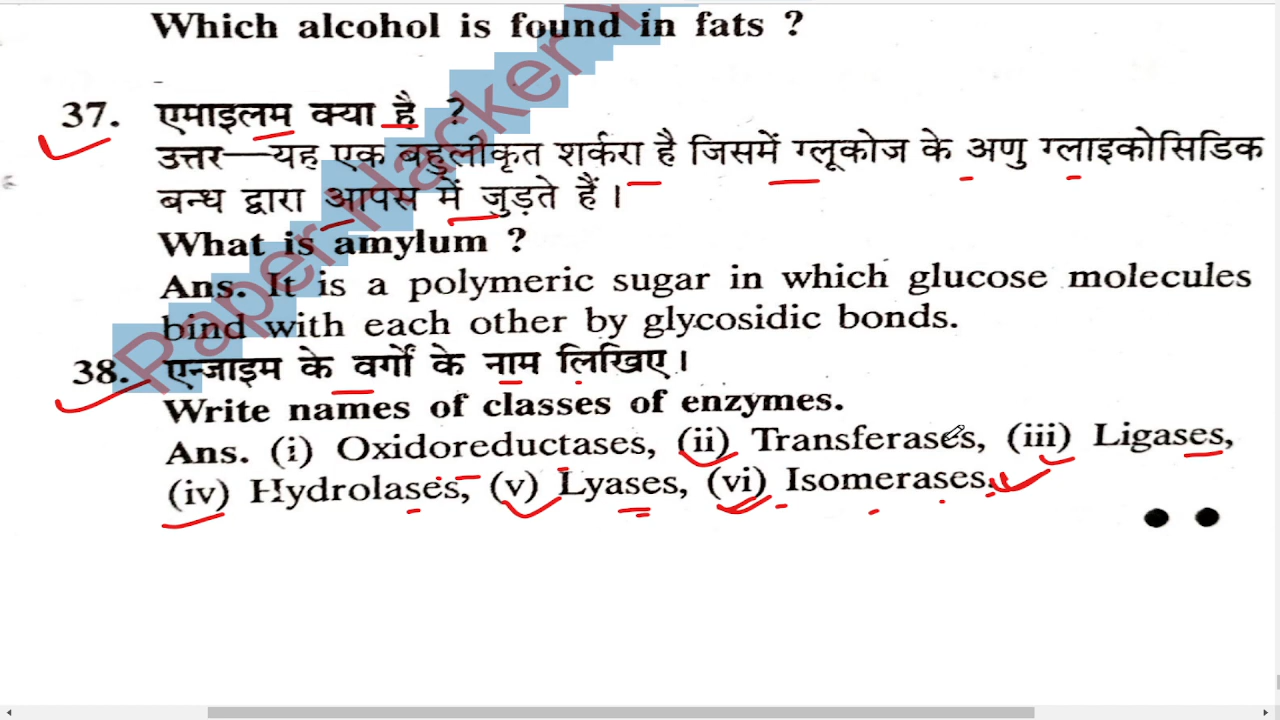 Which alcohol is found in fats ?
37. एमाइलम क्या है ?
उत्तर—यह एक बहुलीकृत शर्करा है जिसमें ग्लूकोज के अणु ग्लाइकोसिडिक
बन्ध द्वारा आपस में जुड़ते हैं ।
What is amylum ?
Ans. It is a polymeric sugar in which glucose molecules
bind with each other by glycosidic bonds.
38. एन्जाइम के वर्गों के नाम लिखिए ।
Write names of classes of enzymes.
Ans. (i) Oxidoreductases, (ii) Transferases, (iii) Ligases,
(iv) Hydrolases, (v) Lyases, (vi) Isomerases.
Paper Hacker